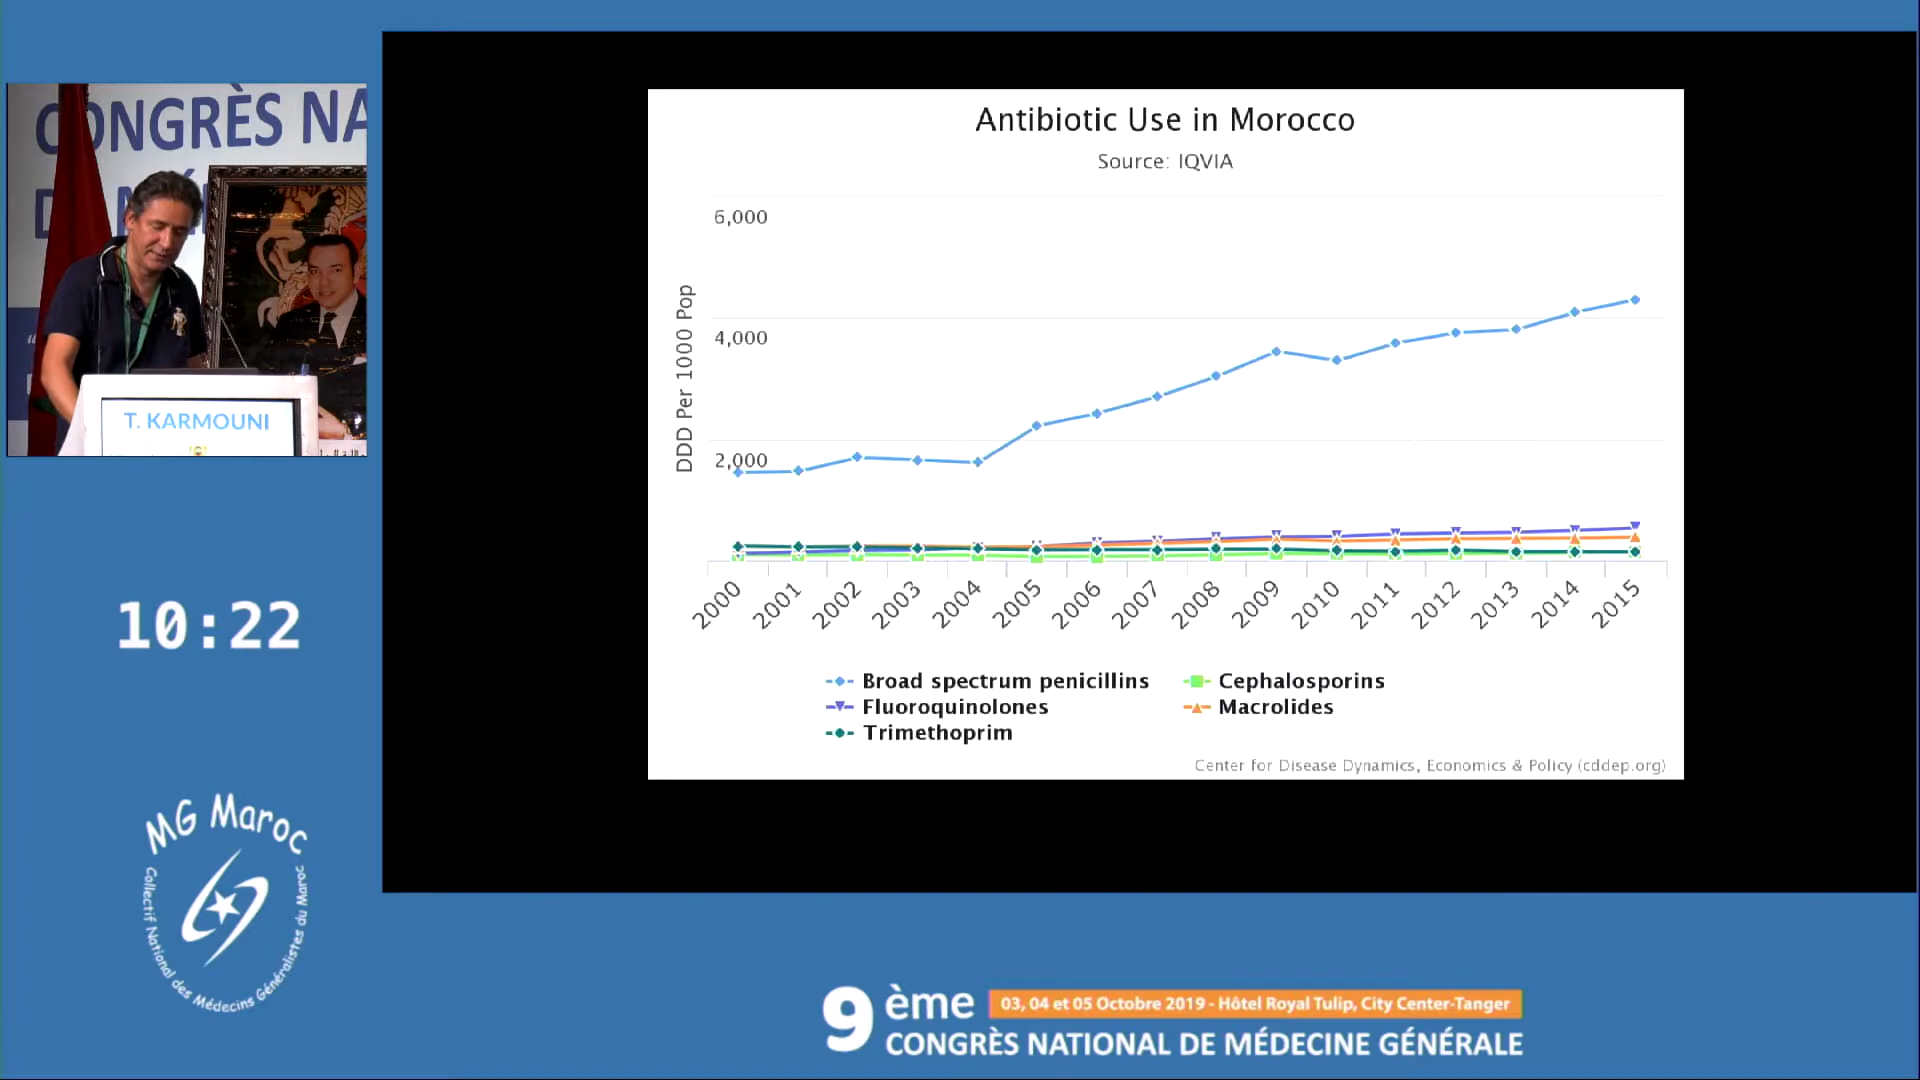 CONGRÈS NA
T. KARMOUNI
10:22
MG Maroc
Collectif National des Médecins Généralistes du Maroc
Antibiotic Use in Morocco
Source: IQVIA
DDD Per 1000 Pop
6,000
4,000
2,000
2000 2001 2002 2003 2004 2005 2006 2007 2008 2009 2010 2011 2012 2013 2014 2015
Broad spectrum penicillins Cephalosporins
Fluoroquinolones Macrolides
Trimethoprim
Center for Disease Dynamics, Economics & Policy (cddep.org)
9ème
03, 04 et 05 Octobre 2019 - Hôtel Royal Tulip, City Center-Tanger
CONGRÈS NATIONAL DE MÉDECINE GÉNÉRALE